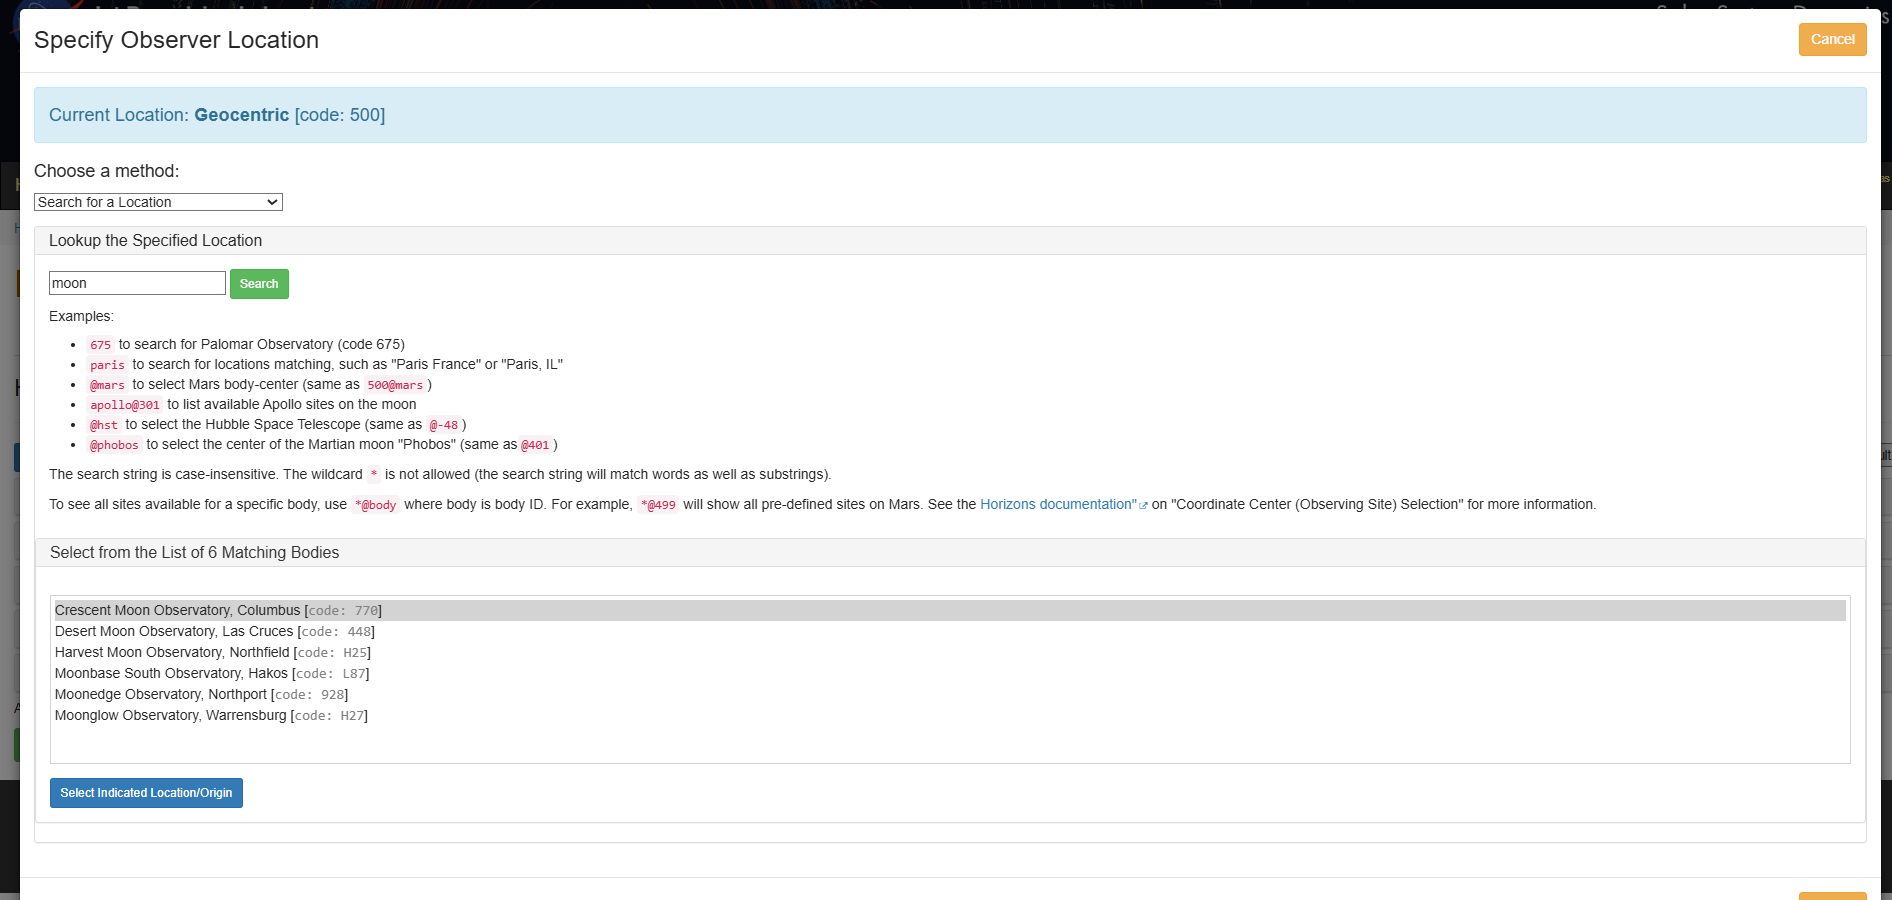 Specify Observer Location
Cancel
Current Location: Geocentric [code: 500]
Choose a method:
Search for a Location
Lookup the Specified Location
moon Search
Examples:
• 675 to search for Palomar Observatory (code 675)
• paris to search for locations matching, such as "Paris France" or "Paris, IL"
• @mars to select Mars body-center (same as 500@mars )
• apollo@301 to list available Apollo sites on the moon
• @hst to select the Hubble Space Telescope (same as @-48 )
• @phobos to select the center of the Martian moon "Phobos" (same as @401 )
The search string is case-insensitive. The wildcard * is not allowed (the search string will match words as well as substrings).
To see all sites available for a specific body, use *@body where body is body ID. For example, *@499 will show all pre-defined sites on Mars. See the Horizons documentation" on "Coordinate Center (Observing Site) Selection" for more information.
Select from the List of 6 Matching Bodies
Crescent Moon Observatory, Columbus [code: 770]
Desert Moon Observatory, Las Cruces [code: 448]
Harvest Moon Observatory, Northfield [code: H25]
Moonbase South Observatory, Hakos [code: L87]
Moonedge Observatory, Northport [code: 928]
Moonglow Observatory, Warrensburg [code: H27]
Select Indicated Location/Origin